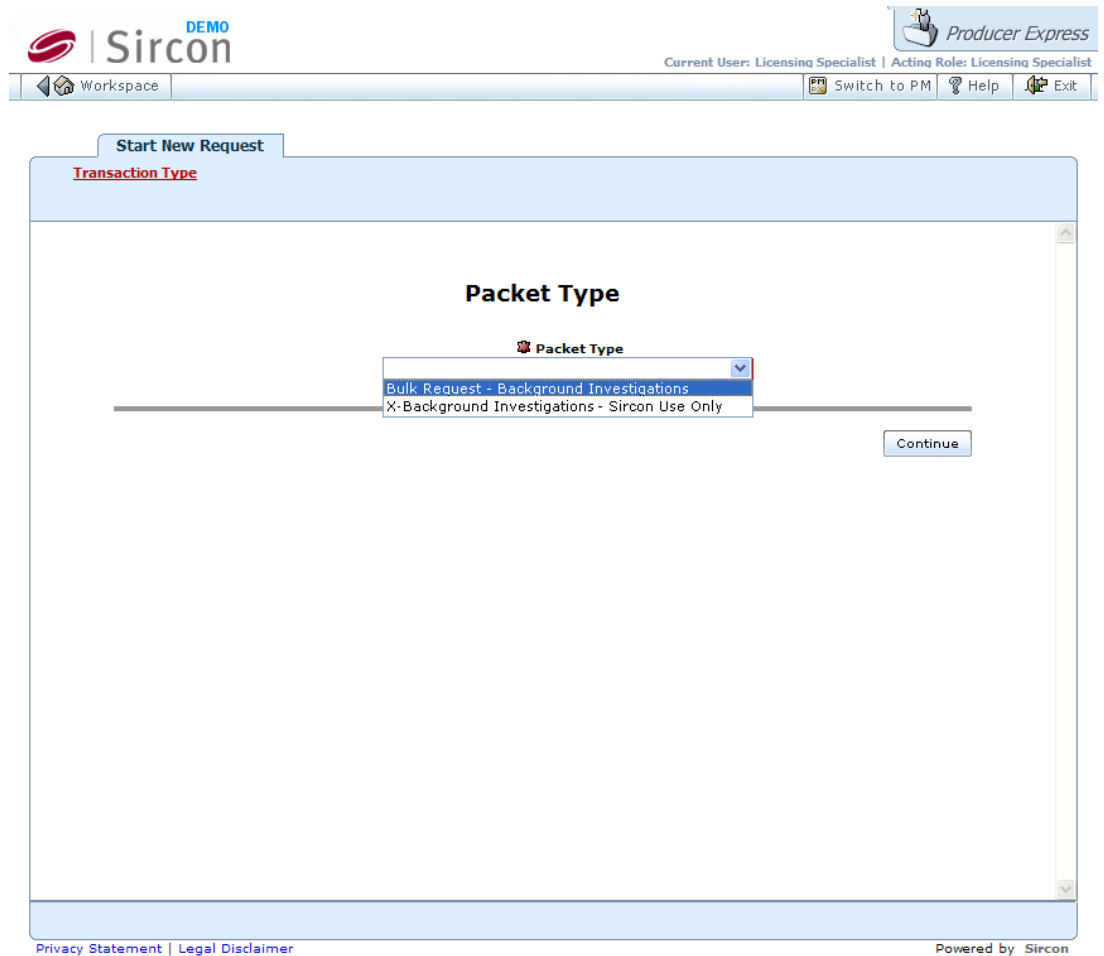 DEMO
Sircon
Producer Express
Current User: Licensing Specialist | Acting Role: Licensing Specialist
Workspace
Switch to PM
Help
Exit
Start New Request
Transaction Type
Packet Type
Packet Type
Bulk Request - Background Investigations
X-Background Investigations - Sircon Use Only
Continue
Privacy Statement | Legal Disclaimer
Powered by Sircon